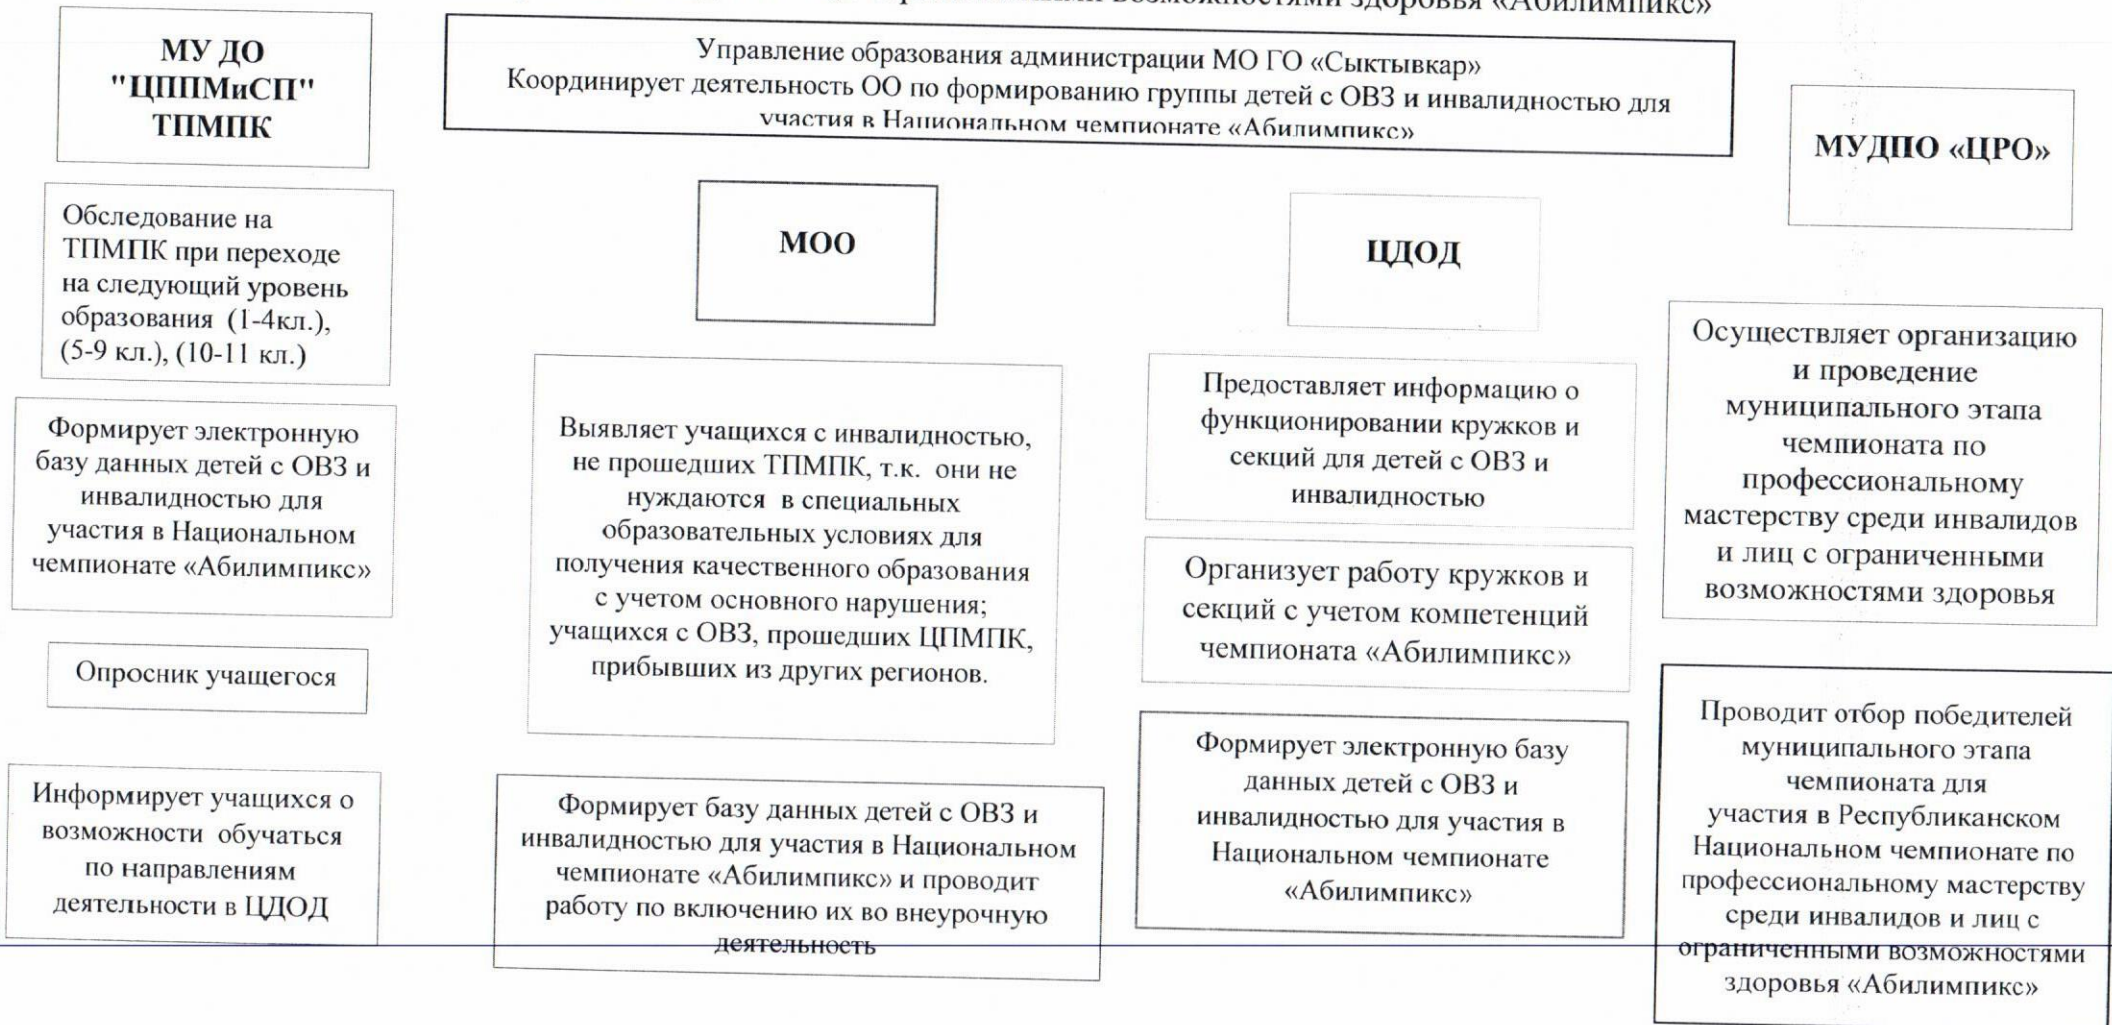 возможностями здоровья «Абилимпикс»
МУ ДО
"ЦППМиСП"
ТПМПК
Управление образования администрации МО ГО «Сыктывкар»
Координирует деятельность ОО по формированию группы детей с ОВЗ и инвалидностью для
участия в Национальном чемпионате «Абилимпикс»
МУДПО «ЦРО»
Обследование на
ТПМПК при переходе
на следующий уровень
образования (1-4кл.),
(5-9 кл.), (10-11 кл.)
Формирует электронную
базу данных детей с ОВЗ и
инвалидностью для
участия в Национальном
чемпионате «Абилимпикс»
Опросник учащегося
Информирует учащихся о
возможности обучаться
по направлениям
деятельности в ЦДОД
МОО
Выявляет учащихся с инвалидностью,
не прошедших ТПМПК, т.к. они не
нуждаются в специальных
образовательных условиях для
получения качественного образования
с учетом основного нарушения;
учащихся с ОВЗ, прошедших ЦПМПК,
прибывших из других регионов.
Формирует базу данных детей с ОВЗ и
инвалидностью для участия в Национальном
чемпионате «Абилимпикс» и проводит
работу по включению их во внеурочную
деятельность
ЦДОД
Предоставляет информацию о
функционировании кружков и
секций для детей с ОВЗ и
инвалидностью
Организует работу кружков и
секций с учетом компетенций
чемпионата «Абилимпикс»
Формирует электронную базу
данных детей с ОВЗ и
инвалидностью для участия в
Национальном чемпионате
«Абилимпикс»
Осуществляет организацию
и проведение
муниципального этапа
чемпионата по
профессиональному
мастерству среди инвалидов
и лиц с ограниченными
возможностями здоровья
Проводит отбор победителей
муниципального этапа
чемпионата для
участия в Республиканском
Национальном чемпионате по
профессиональному мастерству
среди инвалидов и лиц с
ограниченными возможностями
здоровья «Абилимпикс»